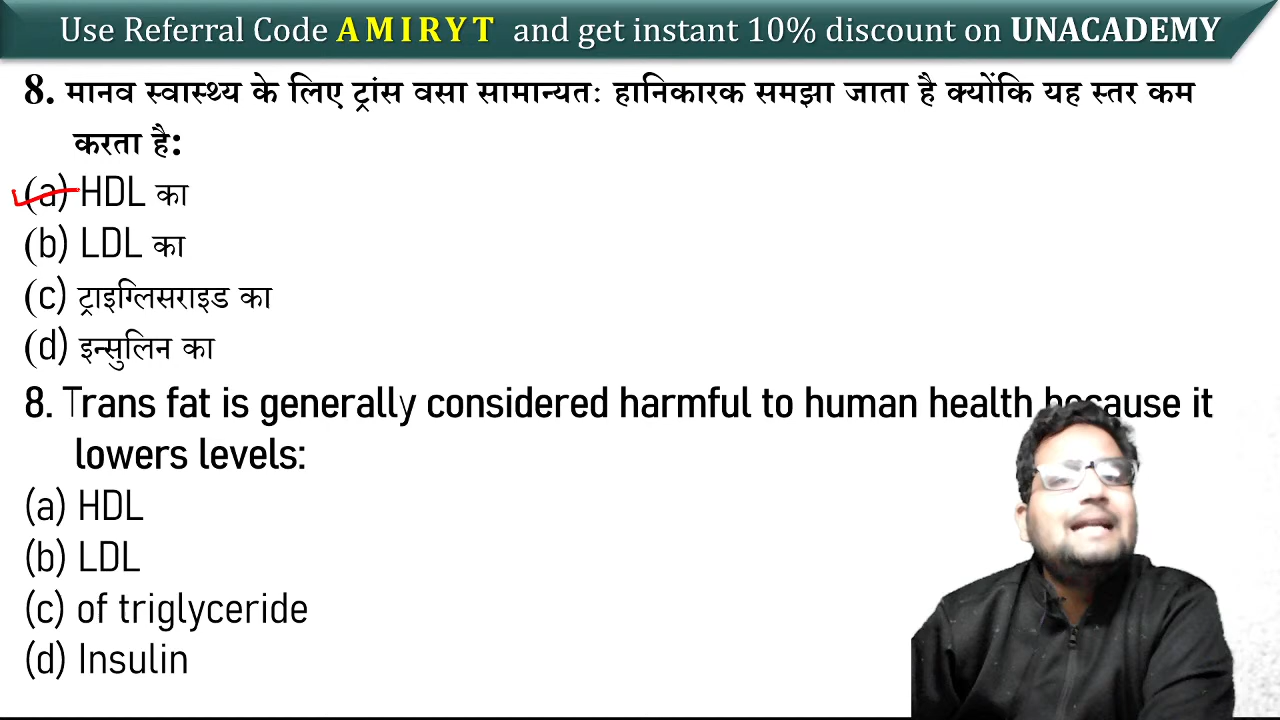 Use Referral Code AMIRYT and get instant 10% discount on UNACADEMY
8. मानव स्वास्थ्य के लिए ट्रांस वसा सामान्यतः हानिकारक समझा जाता है क्योंकि यह स्तर कम
करता है:
(a) HDL का
(b) LDL का
(c) ट्राइग्लिसराइड का
(d) इन्सुलिन का
8. Trans fat is generally considered harmful to human health because it
lowers levels:
(a) HDL
(b) LDL
(c) of triglyceride
(d) Insulin